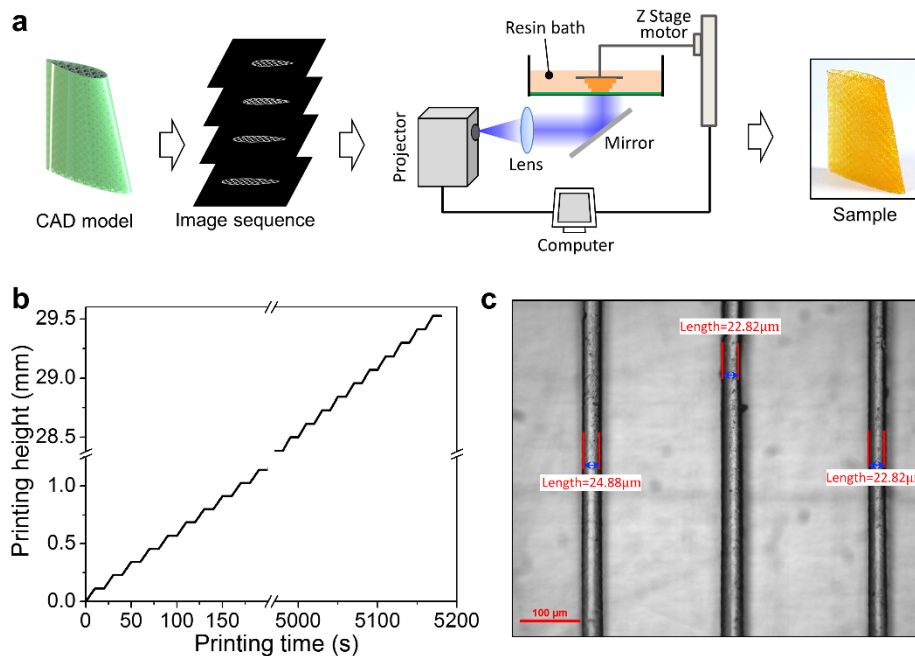 a
Resin bath
Z Stage
motor
Projector
Lens
Mirror
CAD model
Image sequence
Computer
Sample
b
Printing height (mm)
29.5
29.0
28.5
1.0
0.5
0.0
0 50 100 150 5000 5100 5200
Printing time (s)
c
Length=22.82μm
Length=24.88μm
Length=22.82μm
100 μm